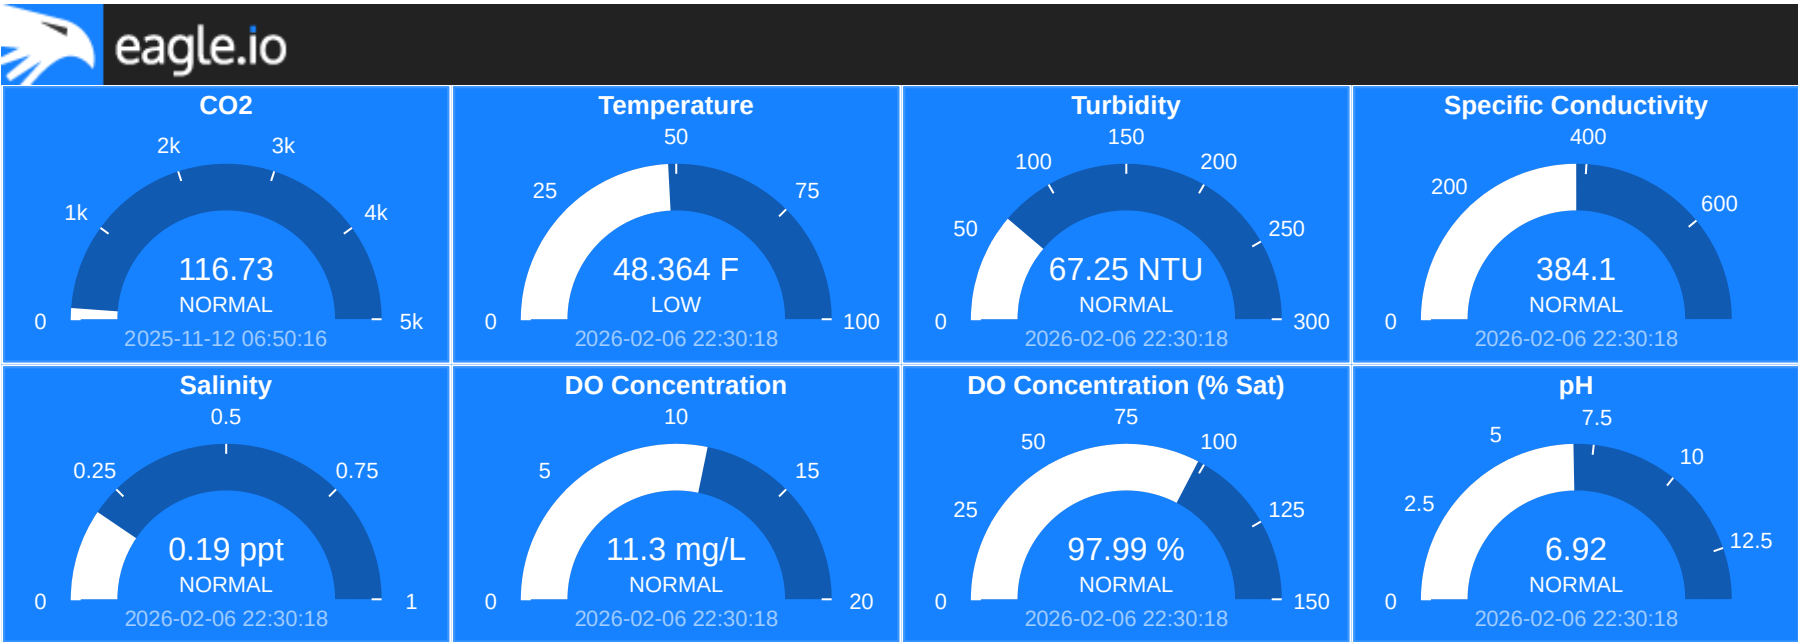 eagle.io
CO2
2k 3k
1k 4k
0 5k
116.73
NORMAL
2025-11-12 06:50:16
Temperature
50
25 75
0 100
48.364 F
LOW
2026-02-06 22:30:18
Turbidity
150
100 200
50 250
0 300
67.25 NTU
NORMAL
2026-02-06 22:30:18
Specific Conductivity
400
200 600
0
384.1
NORMAL
2026-02-06 22:30:18
Salinity
0.5
0.25 0.75
0 1
0.19 ppt
NORMAL
2026-02-06 22:30:18
DO Concentration
10
5 15
0 20
11.3 mg/L
NORMAL
2026-02-06 22:30:18
DO Concentration (% Sat)
75
50 100
25 125
0 150
97.99 %
NORMAL
2026-02-06 22:30:18
pH
7.5
5 10
2.5 12.5
0
6.92
NORMAL
2026-02-06 22:30:18